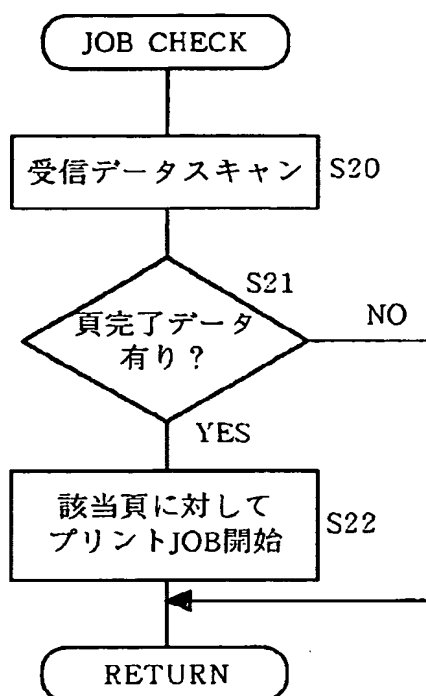 JOB CHECK
受信データスキャン
S20
S21
頁完了データ
有り？
NO
YES
該当頁に対して
プリントJOB開始
S22
RETURN